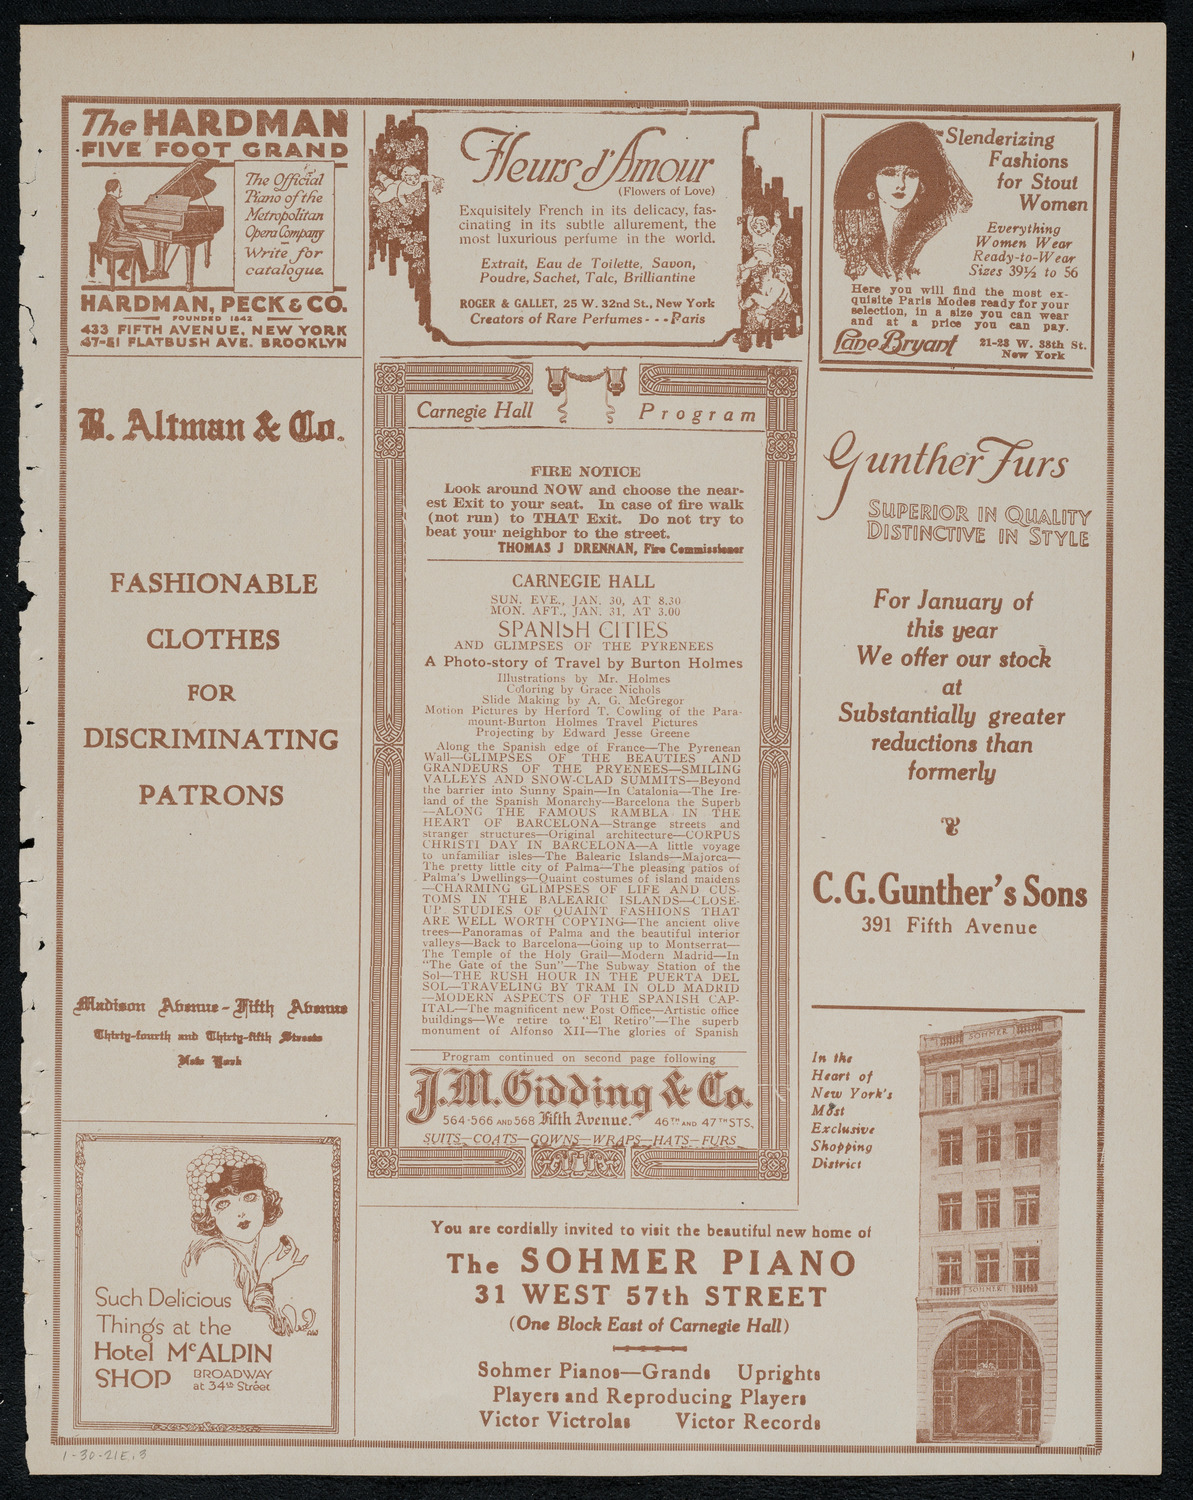 The HARDMAN
FIVE FOOT GRAND
The Official
Piano of the
Metropolitan
Opera Company
Write for
catalogue.
HARDMAN, PECK & CO.
FOUNDED 1842
433 FIFTH AVENUE, NEW YORK
47-51 FLATBUSH AVE. BROOKLYN
Fleurs d'Amour
(Flowers of Love)
Exquisitely French in its delicacy, fas-
cinating in its subtle allurement, the
most luxurious perfume in the world.
Extrait, Eau de Toilette, Savon,
Poudre, Sachet, Talc, Brilliantine
ROGER & GALLET, 25 W. 32nd St., New York
Creators of Rare Perfumes - - - Paris
Slenderizing
Fashions
for Stout
Women
Everything
Women Wear
Ready-to-Wear
Sizes 39½ to 56
Here you will find the most ex-
quisite Paris Modes ready for your
selection, in a size you can wear
and at a price you can pay.
Lane Bryant
21-23 W. 38th St.
New York
B. Altman & Co.
FASHIONABLE
CLOTHES
FOR
DISCRIMINATING
PATRONS
Madison Avenue - Fifth Avenue
Thirty-fourth and Thirty-fifth Streets
New York
Such Delicious
Things at the
Hotel McALPIN
SHOP
BROADWAY
at 34th Street
Carnegie Hall Program
FIRE NOTICE
Look around NOW and choose the near-
est Exit to your seat. In case of fire walk
(not run) to THAT Exit. Do not try to
beat your neighbor to the street.
THOMAS J DRENNAN, Fire Commissioner
CARNEGIE HALL
SUN. EVE., JAN. 30, AT 8.30
MON. AFT., JAN. 31, AT 3.00
SPANISH CITIES
AND GLIMPSES OF THE PYRENEES
A Photo-story of Travel by Burton Holmes
Illustrations by Mr. Holmes
Coloring by Grace Nichols
Slide Making by A. G. McGregor
Motion Pictures by Herford T. Cowling of the Para-
mount-Burton Holmes Travel Pictures
Projecting by Edward Jesse Greene
Along the Spanish edge of France—The Pyrenean
Wall—GLIMPSES OF THE BEAUTIES AND
GRANDEURS OF THE PRYENEES—SMILING
VALLEYS AND SNOW-CLAD SUMMITS—Beyond
the barrier into Sunny Spain—In Catalonia—The Ire-
land of the Spanish Monarchy—Barcelona the Superb
—ALONG THE FAMOUS RAMBLA IN THE
HEART OF BARCELONA—Strange streets and
stranger structures—Original architecture—CORPUS
CHRISTI DAY IN BARCELONA—A little voyage
to unfamiliar isles—The Balearic Islands—Majorca—
The pretty little city of Palma—The pleasing patios of
Palma's Dwellings—Quaint costumes of island maidens
—CHARMING GLIMPSES OF LIFE AND CUS-
TOMS IN THE BALEARIC ISLANDS—CLOSE-
UP STUDIES OF QUAINT FASHIONS THAT
ARE WELL WORTH COPYING—The ancient olive
trees—Panoramas of Palma and the beautiful interior
valleys—Back to Barcelona—Going up to Montserrat—
The Temple of the Holy Grail—Modern Madrid—In
"The Gate of the Sun"—The Subway Station of the
Sol—THE RUSH HOUR IN THE PUERTA DEL
SOL—TRAVELING BY TRAM IN OLD MADRID
—MODERN ASPECTS OF THE SPANISH CAP-
ITAL—The magnificent new Post Office—Artistic office
buildings—We retire to "El Retiro"—The superb
monument of Alfonso XII—The glories of Spanish
Program continued on second page following
J.M. Gidding & Co.
564-566 AND 568 Fifth Avenue. 46TH AND 47TH STS.
SUITS—COATS—GOWNS—WRAPS—HATS—FURS
Gunther Furs
SUPERIOR IN QUALITY
DISTINCTIVE IN STYLE
For January of
this year
We offer our stock
at
Substantially greater
reductions than
formerly
C.G. Gunther's Sons
391 Fifth Avenue
In the
Heart of
New York's
Most
Exclusive
Shopping
District
SOHMER
SOHMER
You are cordially invited to visit the beautiful new home of
The SOHMER PIANO
31 WEST 57th STREET
(One Block East of Carnegie Hall)
Sohmer Pianos—Grands Uprights
Players and Reproducing Players
Victor Victrolas Victor Records
1-30-21E, 3